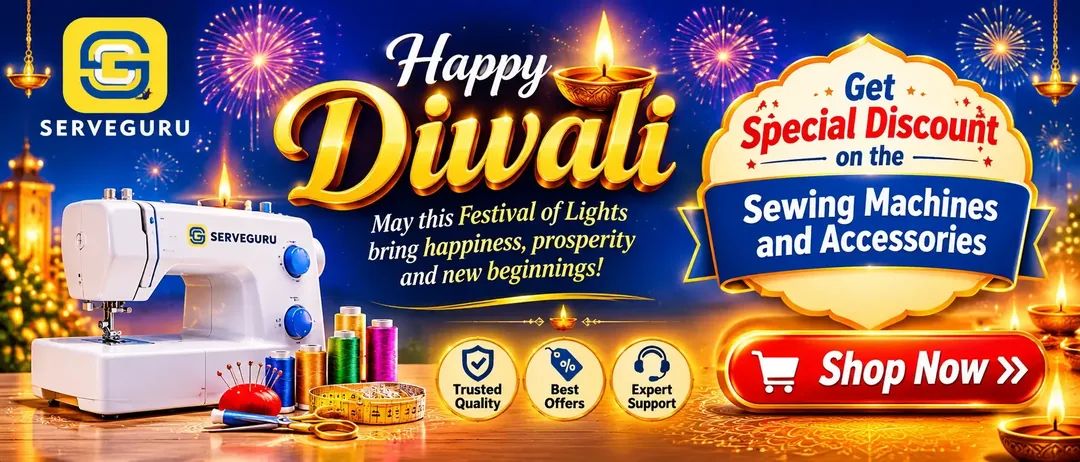 SERVEGURU
Happy
Diwali
May this Festival of Lights
bring happiness, prosperity
and new beginnings!
Get
Special Discount
on the
Sewing Machines
and Accessories
SERVEGURU
Trusted
Quality
Best
Offers
Expert
Support
Shop Now